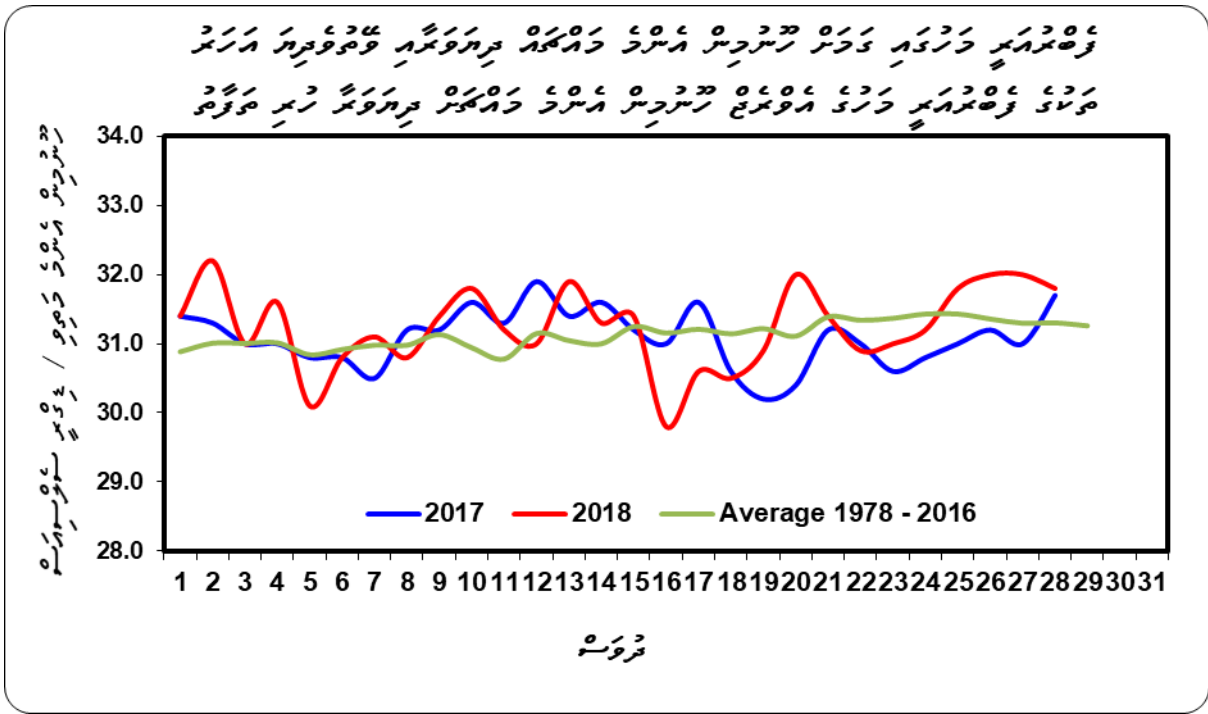 ފެބްރުއަރީ މަހުގައި ގަމަށް ހޫނުމިން އެންމެ މައްޗައް ދިޔަވަރާއި ވޭތުވެދިޔަ އަހަރު
ތަކުގެ ފެބްރުއަރީ މަހުގެ އެވްރެޖް ހޫނުމިން އެންމެ މައްޗަށް ދިޔަވަރާ ހުރި ތަފާތު
ހޫނުމިން އެންމެ މަތިވި / ޑިގްރީ ސެލްސިއަސް
34.0
33.0
32.0
31.0
30.0
29.0
28.0
2017 2018 Average 1978 - 2016
1 2 3 4 5 6 7 8 9 10 11 12 13 14 15 16 17 18 19 20 21 22 23 24 25 26 27 28 29 30 31
ދުވަސް